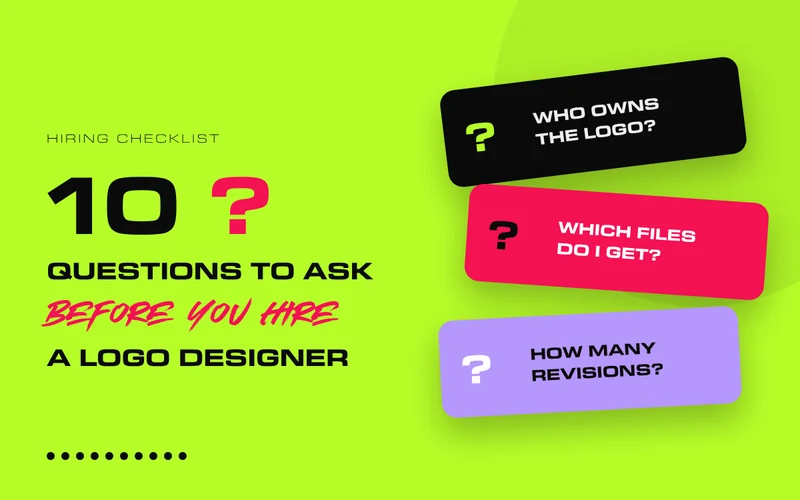 HIRING CHECKLIST
10 ?
QUESTIONS TO ASK
BEFORE YOU HIRE
A LOGO DESIGNER
?
WHO OWNS
THE LOGO?
?
WHICH FILES
DO I GET?
?
HOW MANY
REVISIONS?